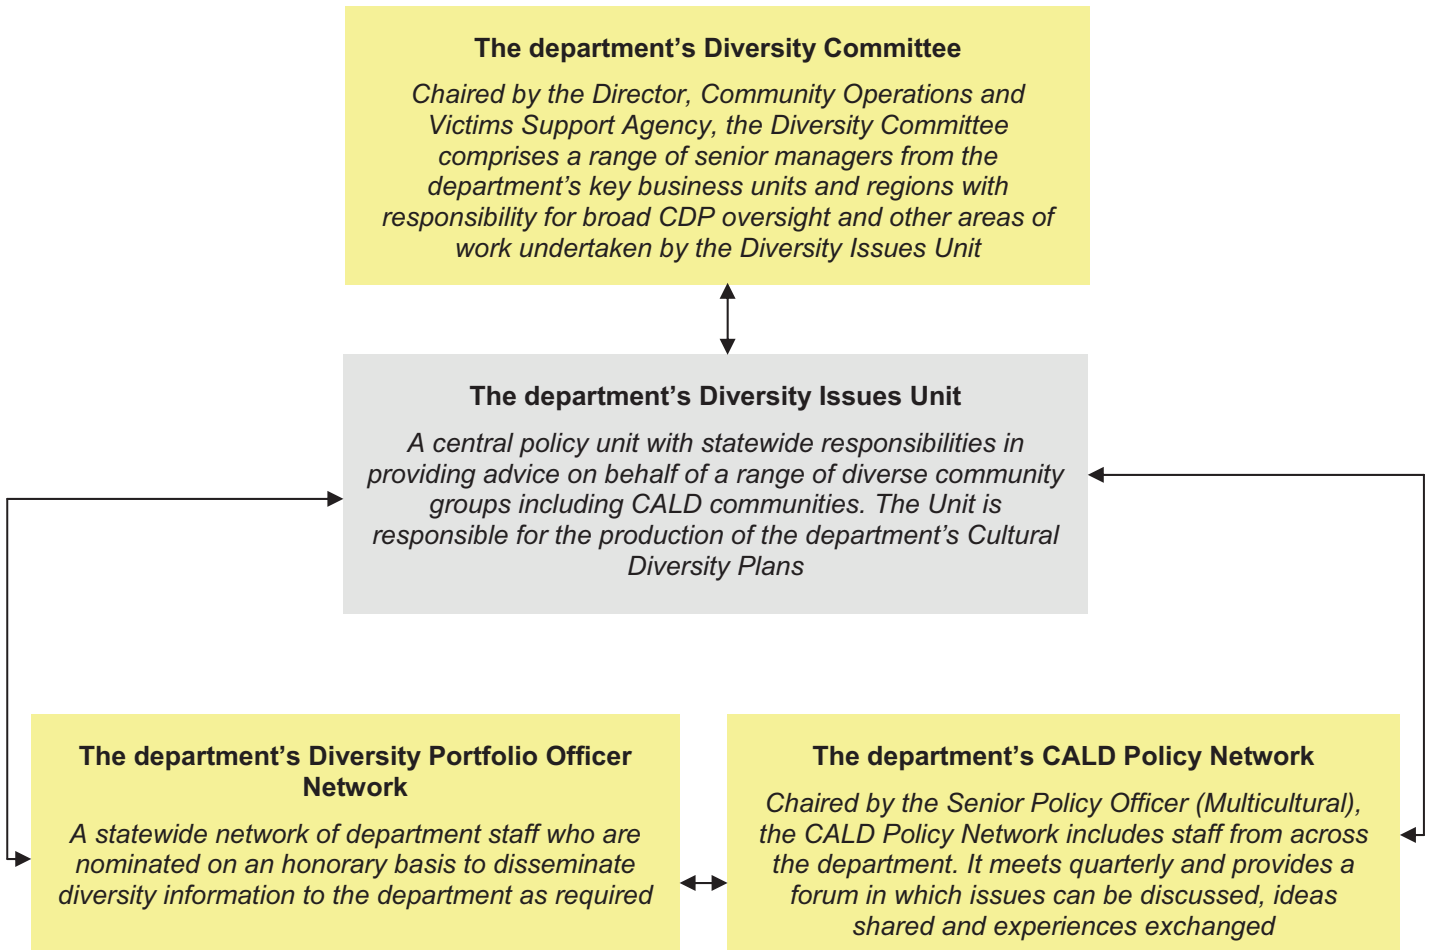 The department’s Diversity Committee
Chaired by the Director, Community Operations and
Victims Support Agency, the Diversity Committee
comprises a range of senior managers from the
department’s key business units and regions with
responsibility for broad CDP oversight and other areas of
work undertaken by the Diversity Issues Unit
The department’s Diversity Issues Unit
A central policy unit with statewide responsibilities in
providing advice on behalf of a range of diverse community
groups including CALD communities. The Unit is
responsible for the production of the department’s Cultural
Diversity Plans
The department’s Diversity Portfolio Officer
Network
A statewide network of department staff who are
nominated on an honorary basis to disseminate
diversity information to the department as required
The department’s CALD Policy Network
Chaired by the Senior Policy Officer (Multicultural),
the CALD Policy Network includes staff from across
the department. It meets quarterly and provides a
forum in which issues can be discussed, ideas
shared and experiences exchanged